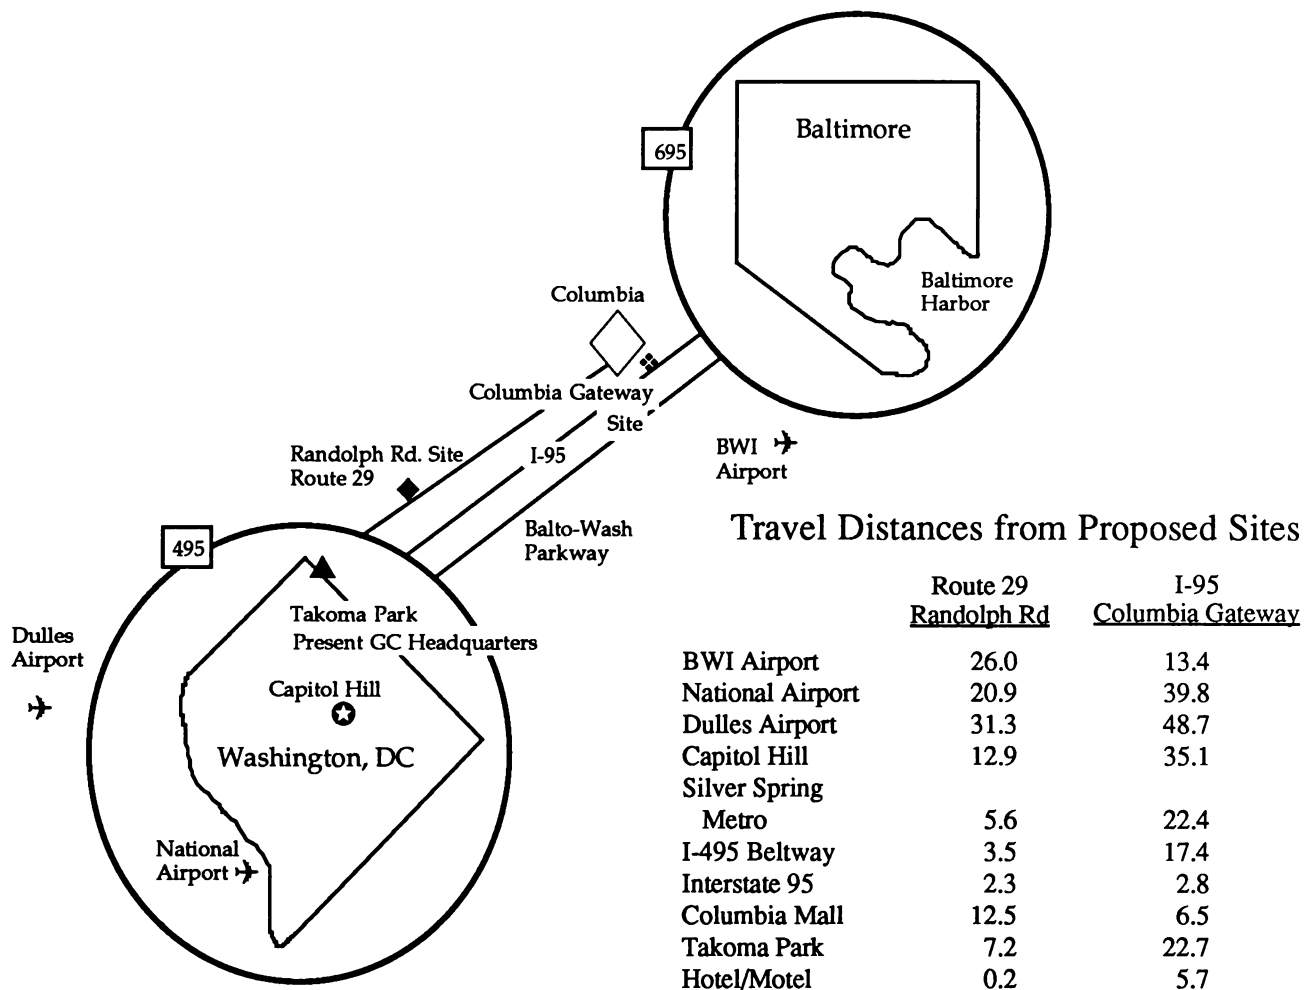 Baltimore
695
Baltimore
Harbor
Columbia
Columbia Gateway
Site
I-95
Randolph Rd. Site
Route 29
BWI
Airport
Balto-Wash
Parkway
495
Takoma Park
Present GC Headquarters
Dulles
Airport
Capitol Hill
Washington, DC
National
Airport
Travel Distances from Proposed Sites
Route 29 I-95
Randolph Rd Columbia Gateway
BWI Airport 26.0 13.4
National Airport 20.9 39.8
Dulles Airport 31.3 48.7
Capitol Hill 12.9 35.1
Silver Spring
Metro 5.6 22.4
I-495 Beltway 3.5 17.4
Interstate 95 2.3 2.8
Columbia Mall 12.5 6.5
Takoma Park 7.2 22.7
Hotel/Motel 0.2 5.7